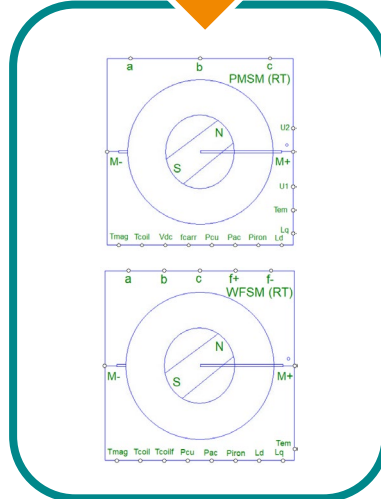 a b c
PMSM (RT)
U2
N
M- M+
S
U1
Tem
Lq
Tmag Tcoil Vdc fcarr Pcu Pac Piron Ld
a b c f+ f-
WFSM (RT)
N
M- M+
S
Tem
Tmag Tcoil Tcoilf Pcu Pac Piron Ld Lq